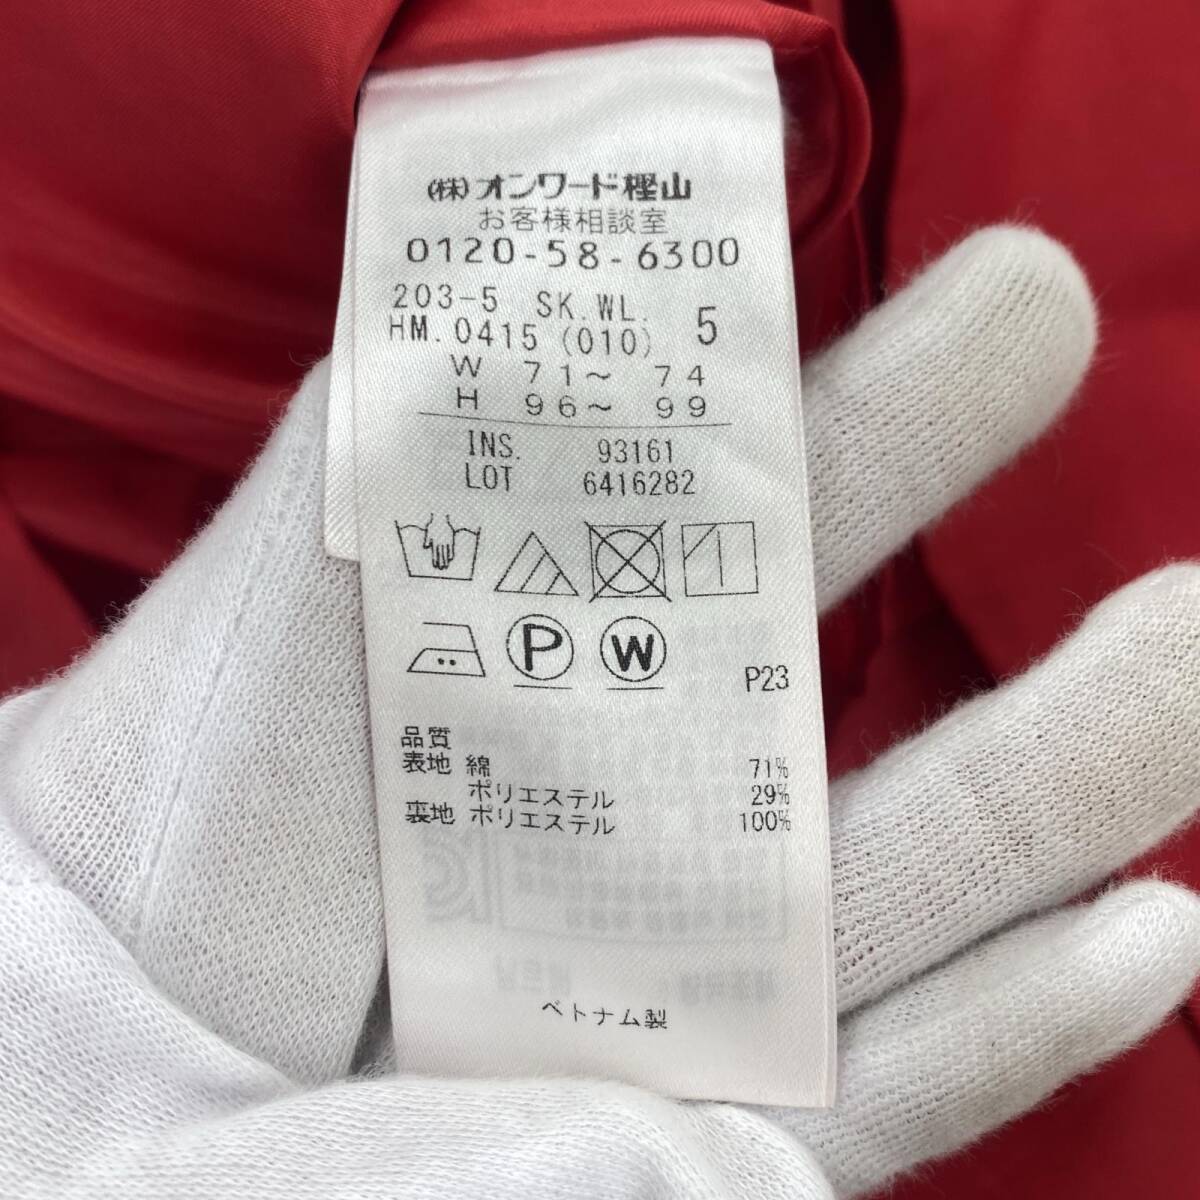 (株)オンワード樫山
お客様相談室
0120-58-6300
203-5 SK.WL. 5
HM.0415 (010)
W 71～ 74
H 96～ 99
INS. 93161
LOT 6416282
P W P23
品質
表地 綿 71%
ポリエステル 29%
裏地 ポリエステル 100%
ベトナム製